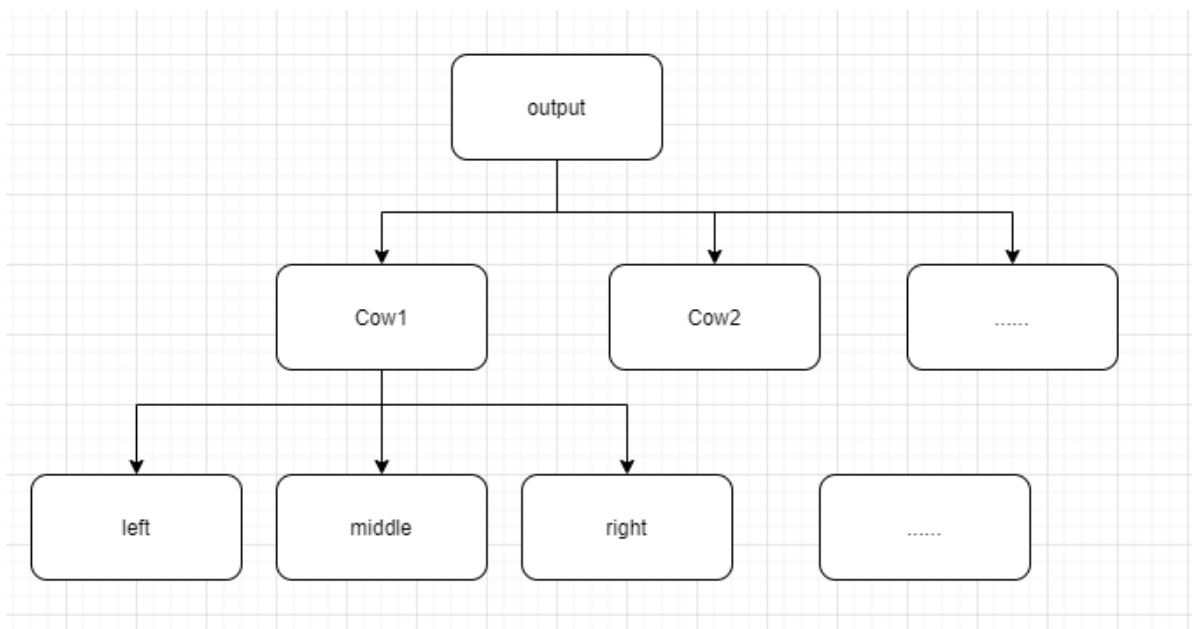 output
Cow1
Cow2
......
left
middle
right
......